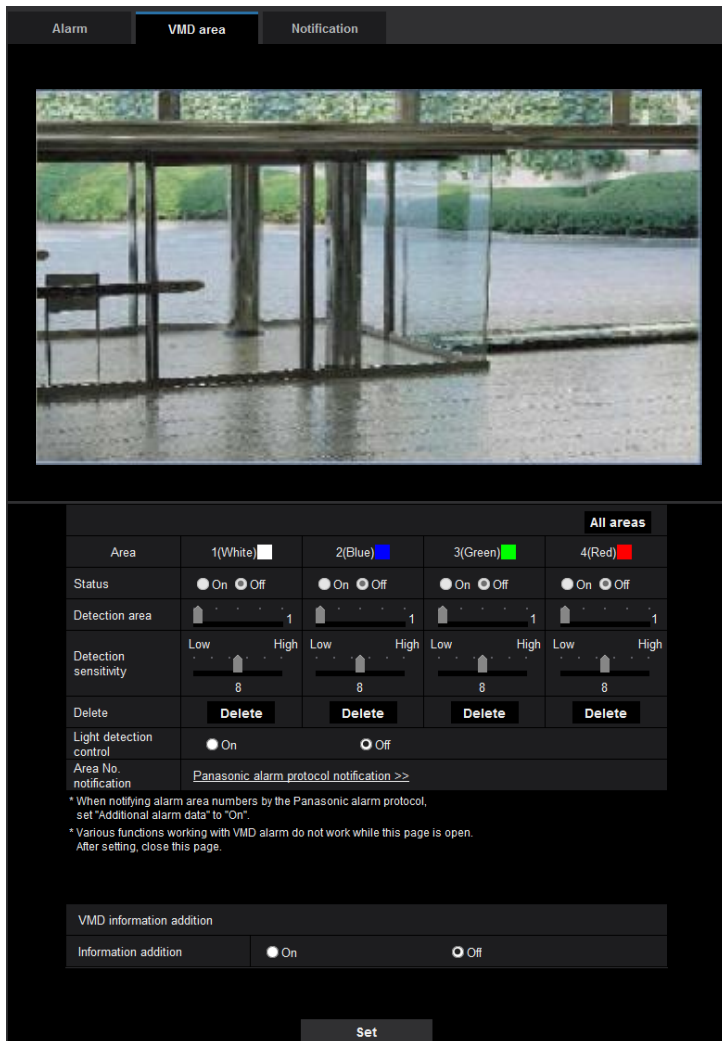 Alarm VMD area Notification
All areas
Area 1(White) 2(Blue) 3(Green) 4(Red)
Status On Off On Off On Off On Off
Detection area 1 1 1 1
Detection
sensitivity
Low High Low High Low High Low High
8 8 8 8
Delete Delete Delete Delete Delete
Light detection
control
On Off
Area No.
notification
Panasonic alarm protocol notification >>
* When notifying alarm area numbers by the Panasonic alarm protocol,
set "Additional alarm data" to "On".
* Various functions working with VMD alarm do not work while this page is open.
After setting, close this page.
VMD information addition
Information addition On Off
Set